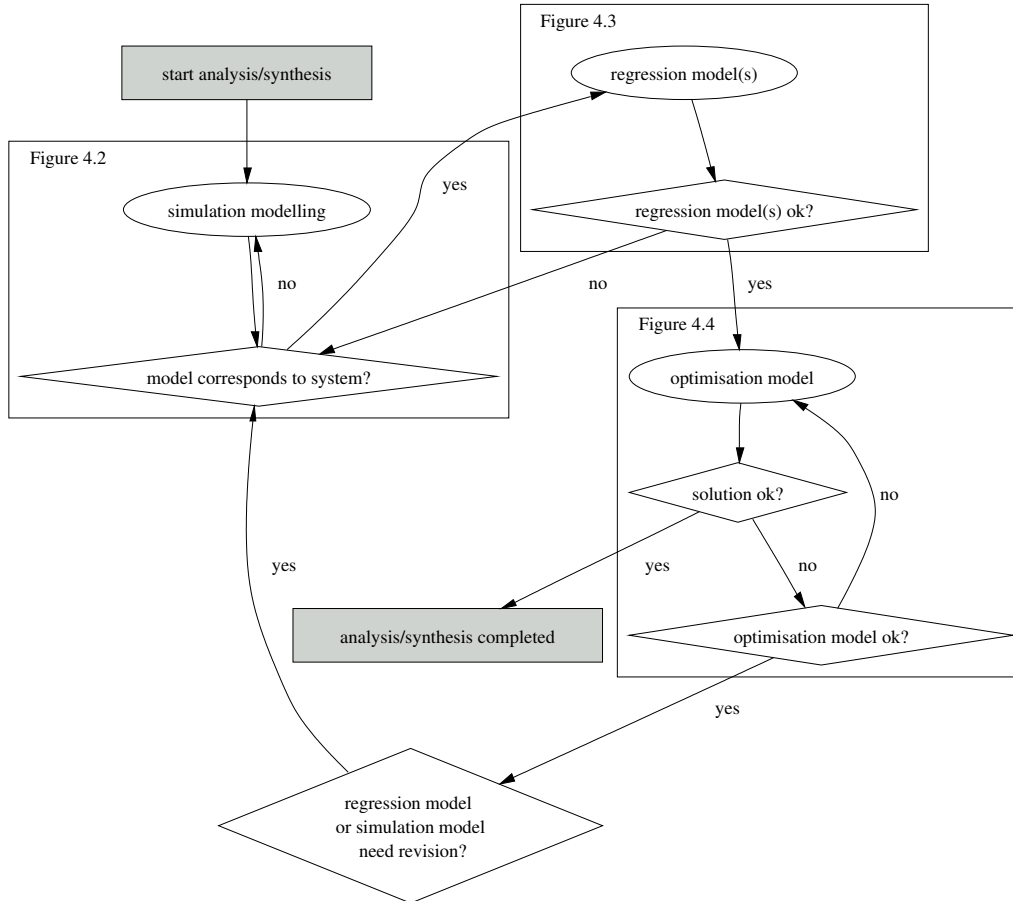 Figure 4.3
regression model(s)
start analysis/synthesis
Figure 4.2
yes
simulation modelling
regression model(s) ok?
no
no
yes
Figure 4.4
model corresponds to system?
optimisation model
solution ok?
no
yes
yes
no
analysis/synthesis completed
optimisation model ok?
yes
regression model
or simulation model
need revision?